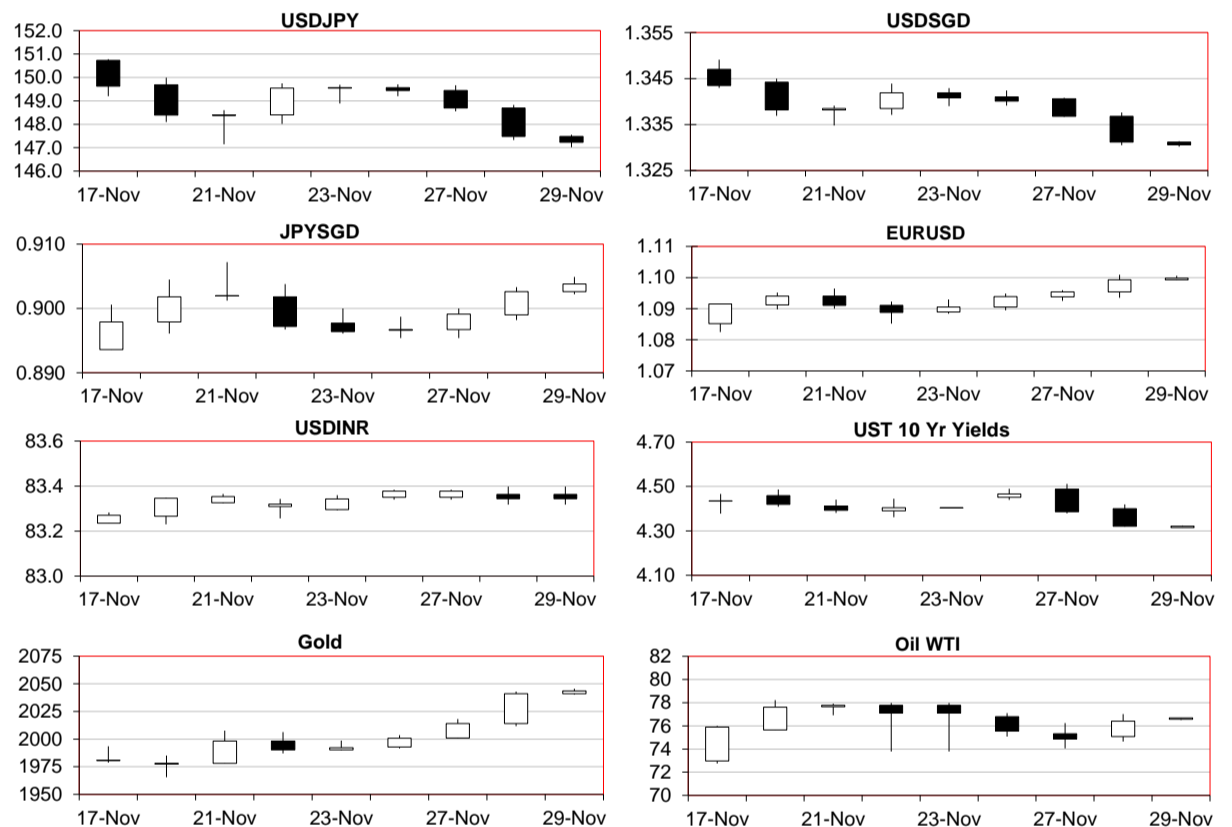 USDJPY
152.0
151.0
150.0
149.0
148.0
147.0
146.0
17-Nov 21-Nov 23-Nov 27-Nov 29-Nov
USDSGD
1.355
1.345
1.335
1.325
17-Nov 21-Nov 23-Nov 27-Nov 29-Nov
JPYSGD
0.910
0.900
0.890
17-Nov 21-Nov 23-Nov 27-Nov 29-Nov
EURUSD
1.11
1.10
1.09
1.08
1.07
17-Nov 21-Nov 23-Nov 27-Nov 29-Nov
USDINR
83.6
83.4
83.2
83.0
17-Nov 21-Nov 23-Nov 27-Nov 29-Nov
UST 10 Yr Yields
4.70
4.50
4.30
4.10
17-Nov 21-Nov 23-Nov 27-Nov 29-Nov
Gold
2075
2050
2025
2000
1975
1950
17-Nov 21-Nov 23-Nov 27-Nov 29-Nov
Oil WTI
82
80
78
76
74
72
70
17-Nov 21-Nov 23-Nov 27-Nov 29-Nov